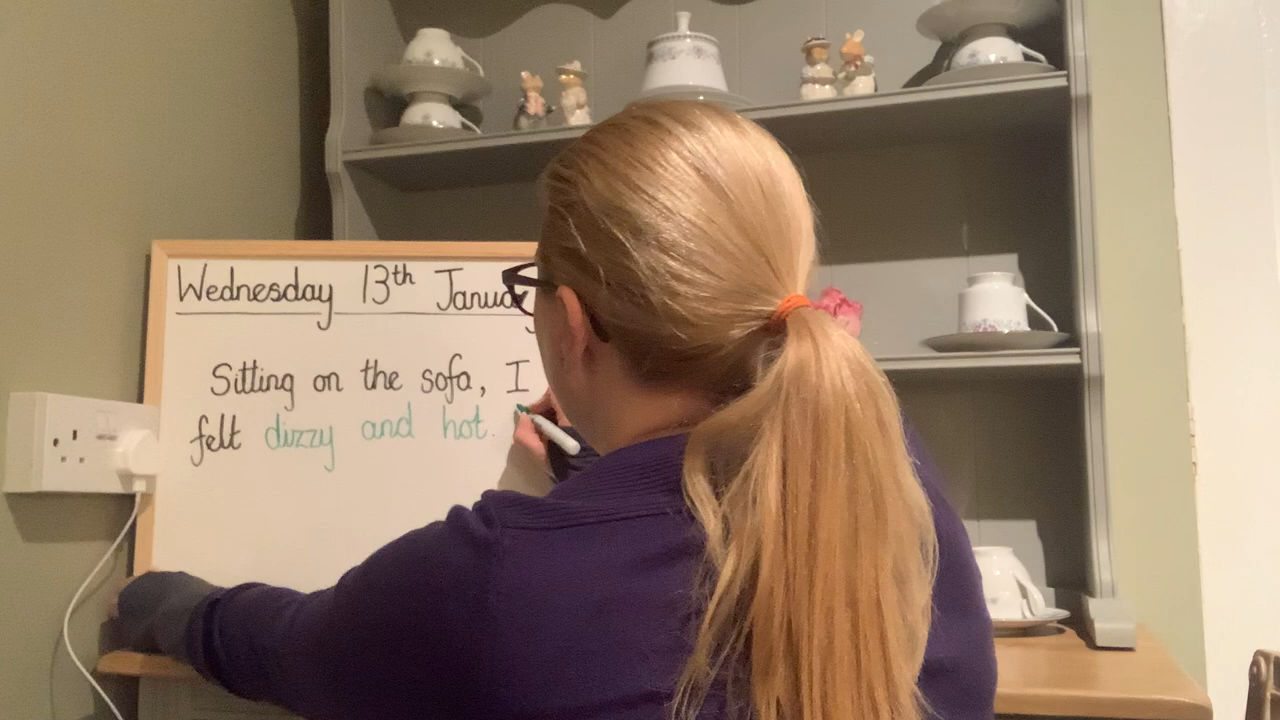 Wednesday 13th Janua
Sitting on the sofa, I
felt dizzy and hot.